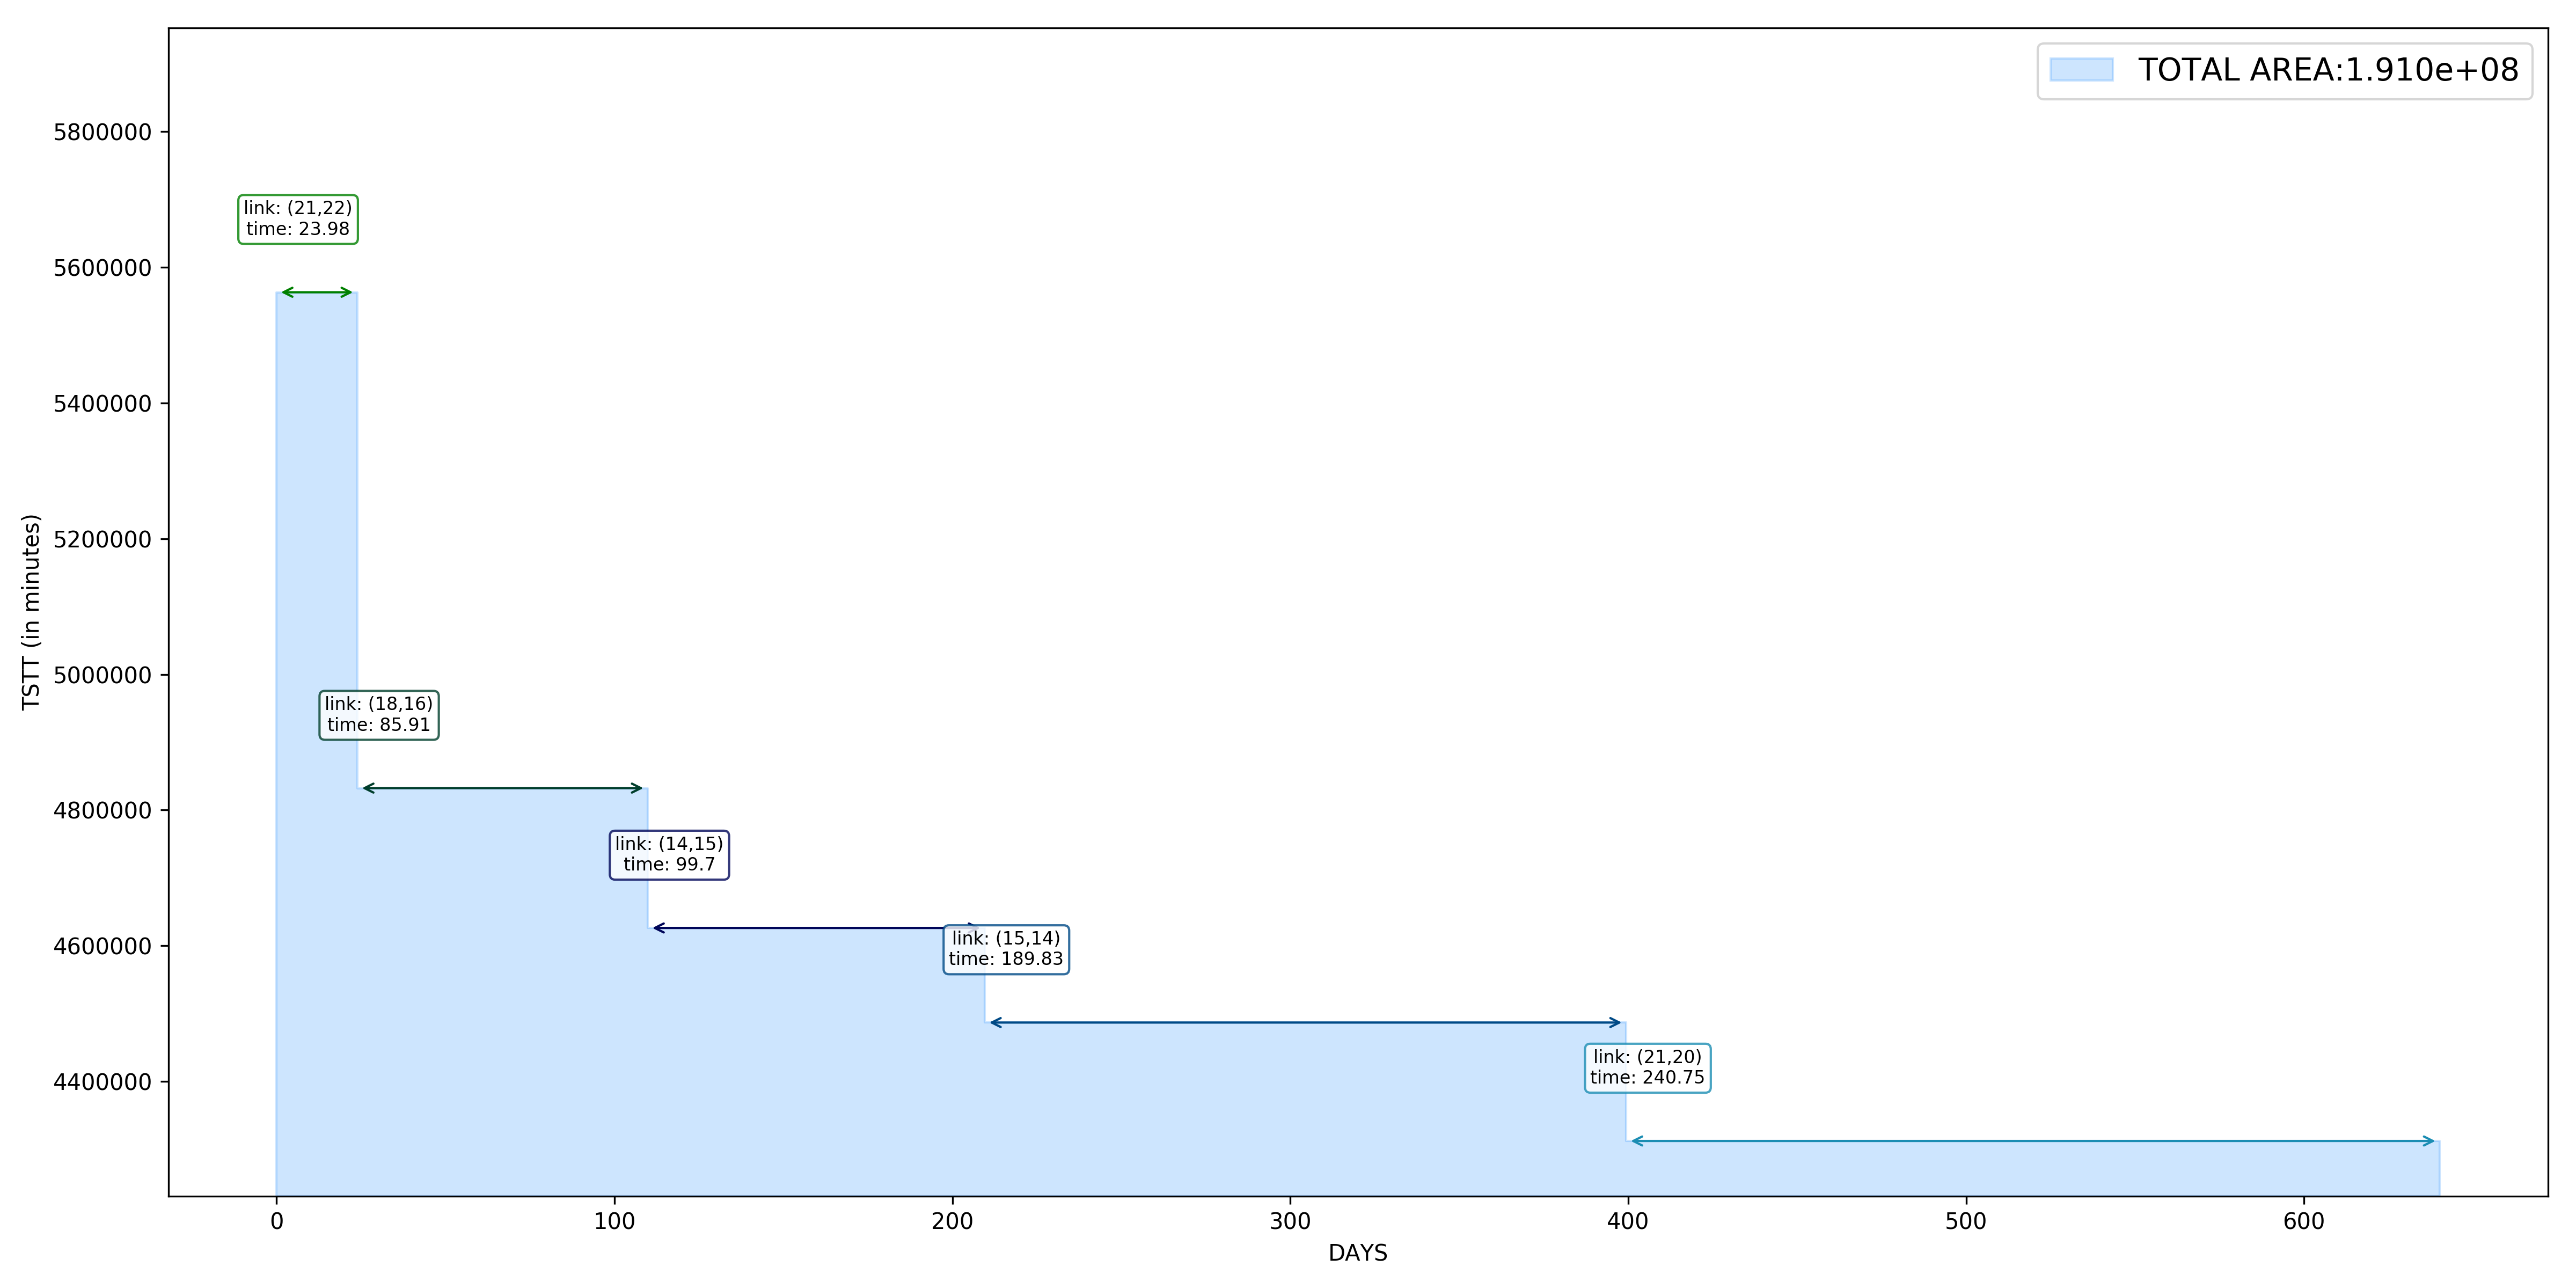 TOTAL AREA:1.910e+08
5800000
5600000
5400000
5200000
5000000
4800000
4600000
4400000
TSTT (in minutes)
link: (21,22)
time: 23.98
link: (18,16)
time: 85.91
link: (14,15)
time: 99.7
link: (15,14)
time: 189.83
link: (21,20)
time: 240.75
0 100 200 300 400 500 600
DAYS